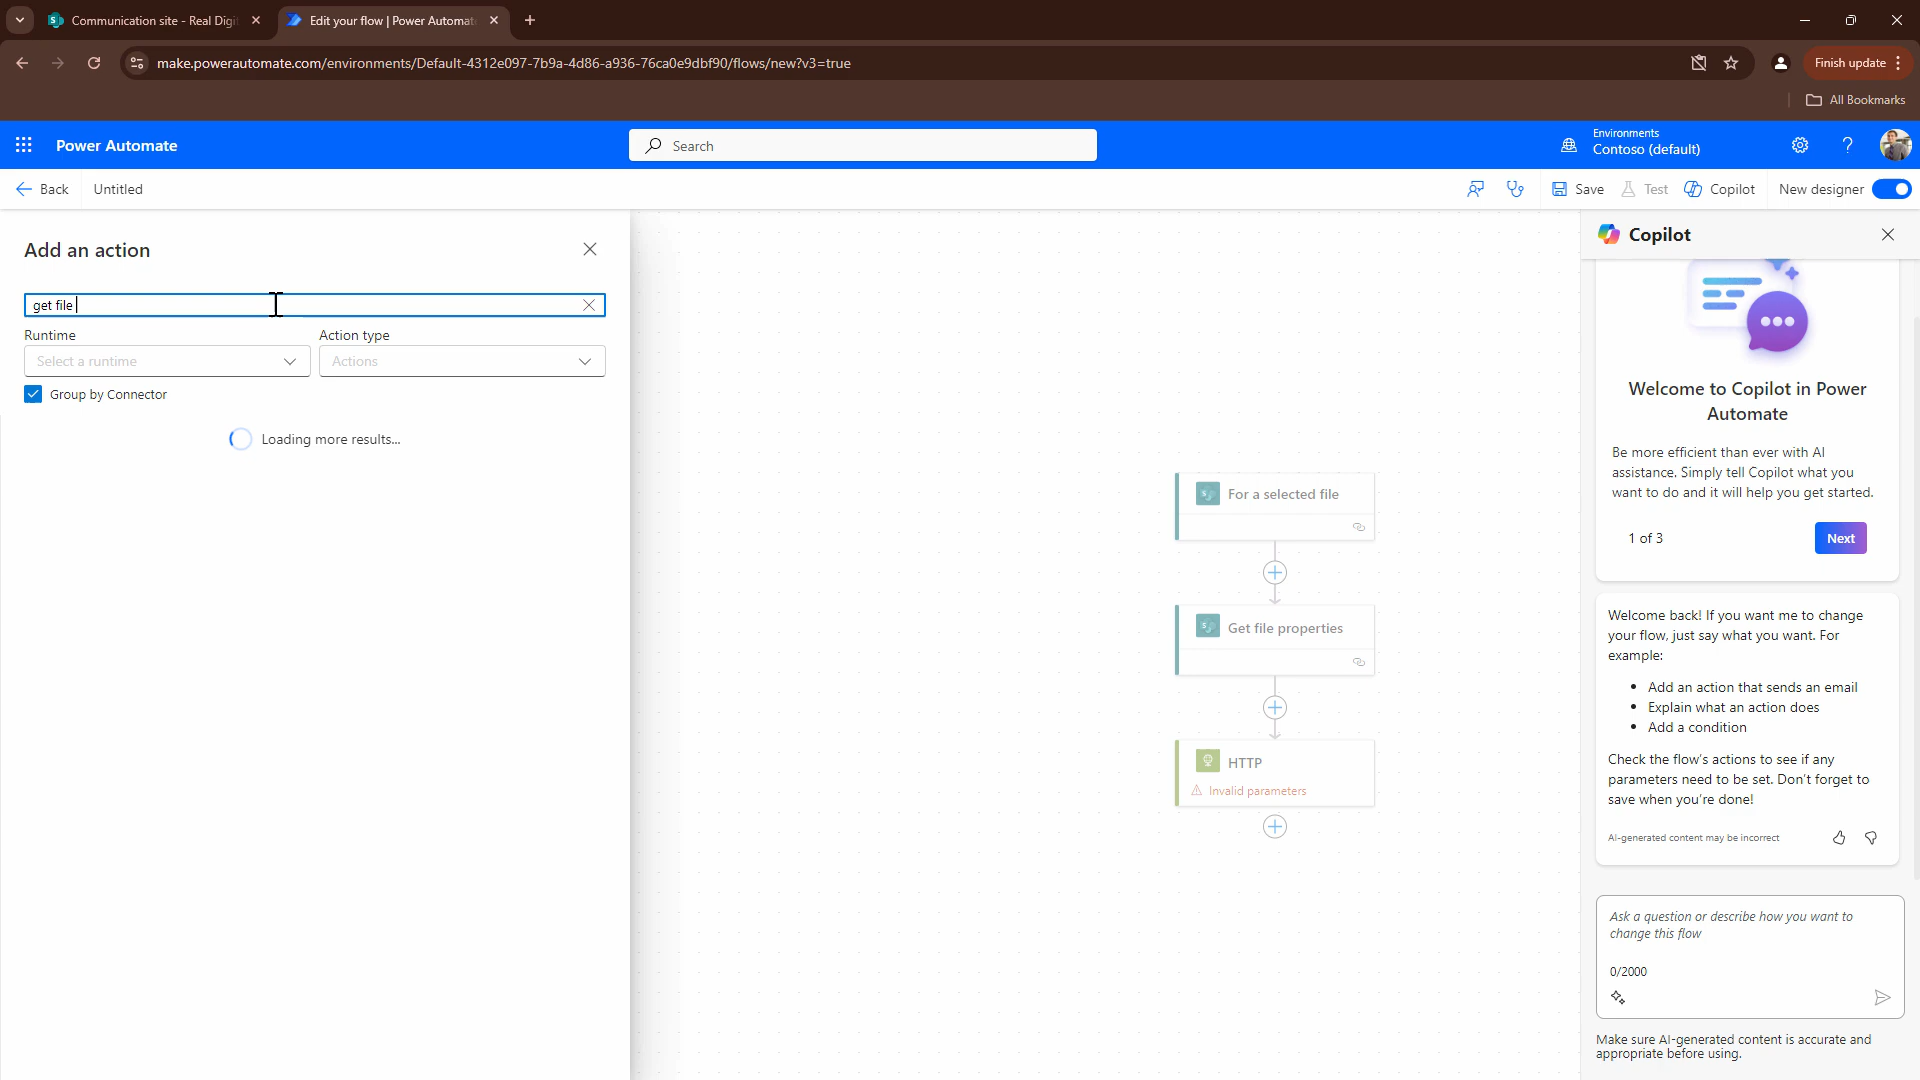 Communication site - Real Digi
Edit your flow | Power Automate
make.powerautomate.com/environments/Default-4312e097-7b9a-4d86-a936-76ca0e9dbf90/flows/new?v3=true
Finish update
All Bookmarks
Power Automate
Search
Environments
Contoso (default)
Back
Untitled
Save
Test
Copilot
New designer
Add an action
get file
Runtime
Action type
Select a runtime
Actions
Group by Connector
Loading more results...
For a selected file
Get file properties
HTTP
Invalid parameters
Copilot
Welcome to Copilot in Power
Automate
Be more efficient than ever with AI
assistance. Simply tell Copilot what you
want to do and it will help you get started.
1 of 3
Next
Welcome back! If you want me to change
your flow, just say what you want. For
example:
• Add an action that sends an email
• Explain what an action does
• Add a condition
Check the flow's actions to see if any
parameters need to be set. Don't forget to
save when you're done!
AI-generated content may be incorrect
Ask a question or describe how you want to
change this flow
0/2000
Make sure AI-generated content is accurate and
appropriate before using.